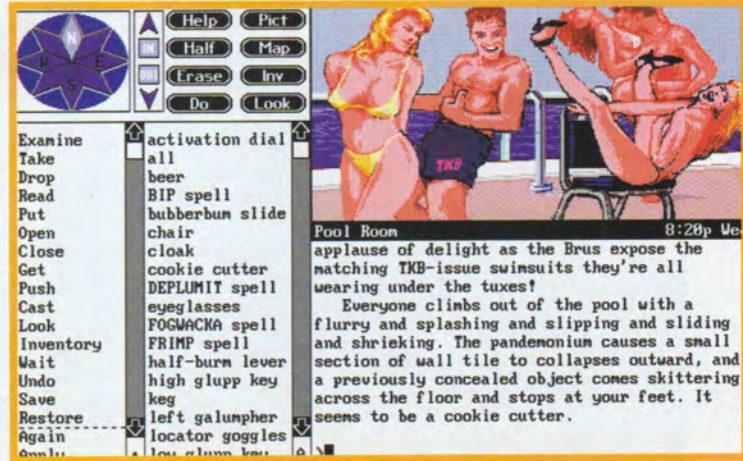 N
W
E
S
IN
OUT
Help
Pict
Half
Map
Erase
Inv
Do
Look
Examine
Take
Drop
Read
Put
Open
Close
Get
Push
Cast
Look
Inventory
Wait
Undo
Save
Restore
Again
Apply
activation dial
all
beer
BIP spell
bubberbum slide
chair
cloak
cookie cutter
DEPLUMIT spell
eyeglasses
FOGWACKA spell
FRIMP spell
half-burm lever
high glupp key
keg
left galumpher
locator goggles
low glupp key
TKB
Pool Room 8:20p We
applause of delight as the Brus expose the
matching TKB-issue swimsuits they're all
wearing under the tuxes!
Everyone climbs out of the pool with a
flurry and splashing and slipping and sliding
and shrieking. The pandemonium causes a small
section of wall tile to collapses outward, and
a previously concealed object comes skittering
across the floor and stops at your feet. It
seems to be a cookie cutter.
>